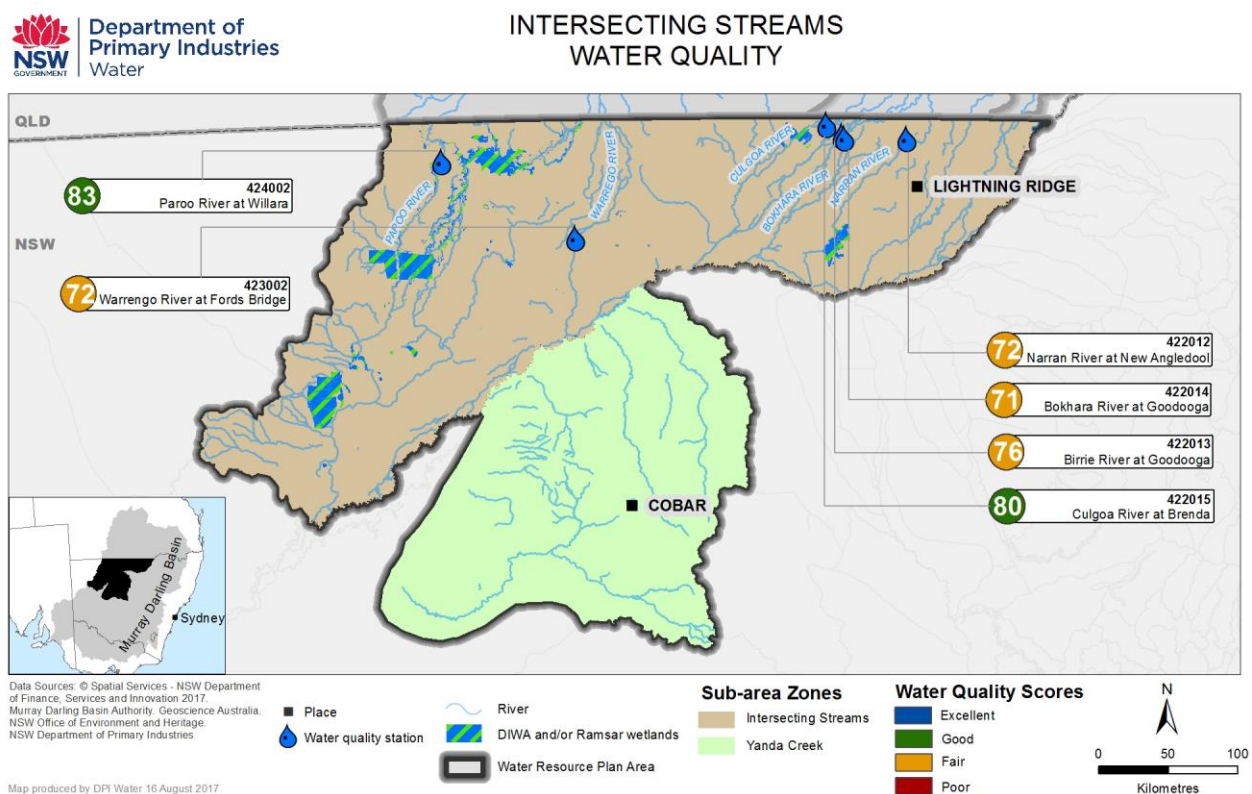 NSW
GOVERNMENT
Department of
Primary Industries
Water
INTERSECTING STREAMS
WATER QUALITY
QLD
NSW
83
424002
Paroo River at Willara
72
423002
Warrengo River at Fords Bridge
PAROO RIVER
WARREGO RIVER
CULGOA RIVER
BOKHARA RIVER
NARRAN RIVER
LIGHTNING RIDGE
COBAR
72
422012
Narran River at New Angledool
71
422014
Bokhara River at Goodooga
76
422013
Birrie River at Goodooga
80
422015
Culgoa River at Brenda
Murray Darling Basin
Sydney
Data Sources: © Spatial Services - NSW Department
of Finance, Services and Innovation 2017.
Murray Darling Basin Authority. Geoscience Australia.
NSW Office of Environment and Heritage.
NSW Department of Primary Industries
Map produced by DPI Water 16 August 2017
Place
Water quality station
River
DIWA and/or Ramsar wetlands
Water Resource Plan Area
Sub-area Zones
Intersecting Streams
Yanda Creek
Water Quality Scores
Excellent
Good
Fair
Poor
N
0 50 100
Kilometres